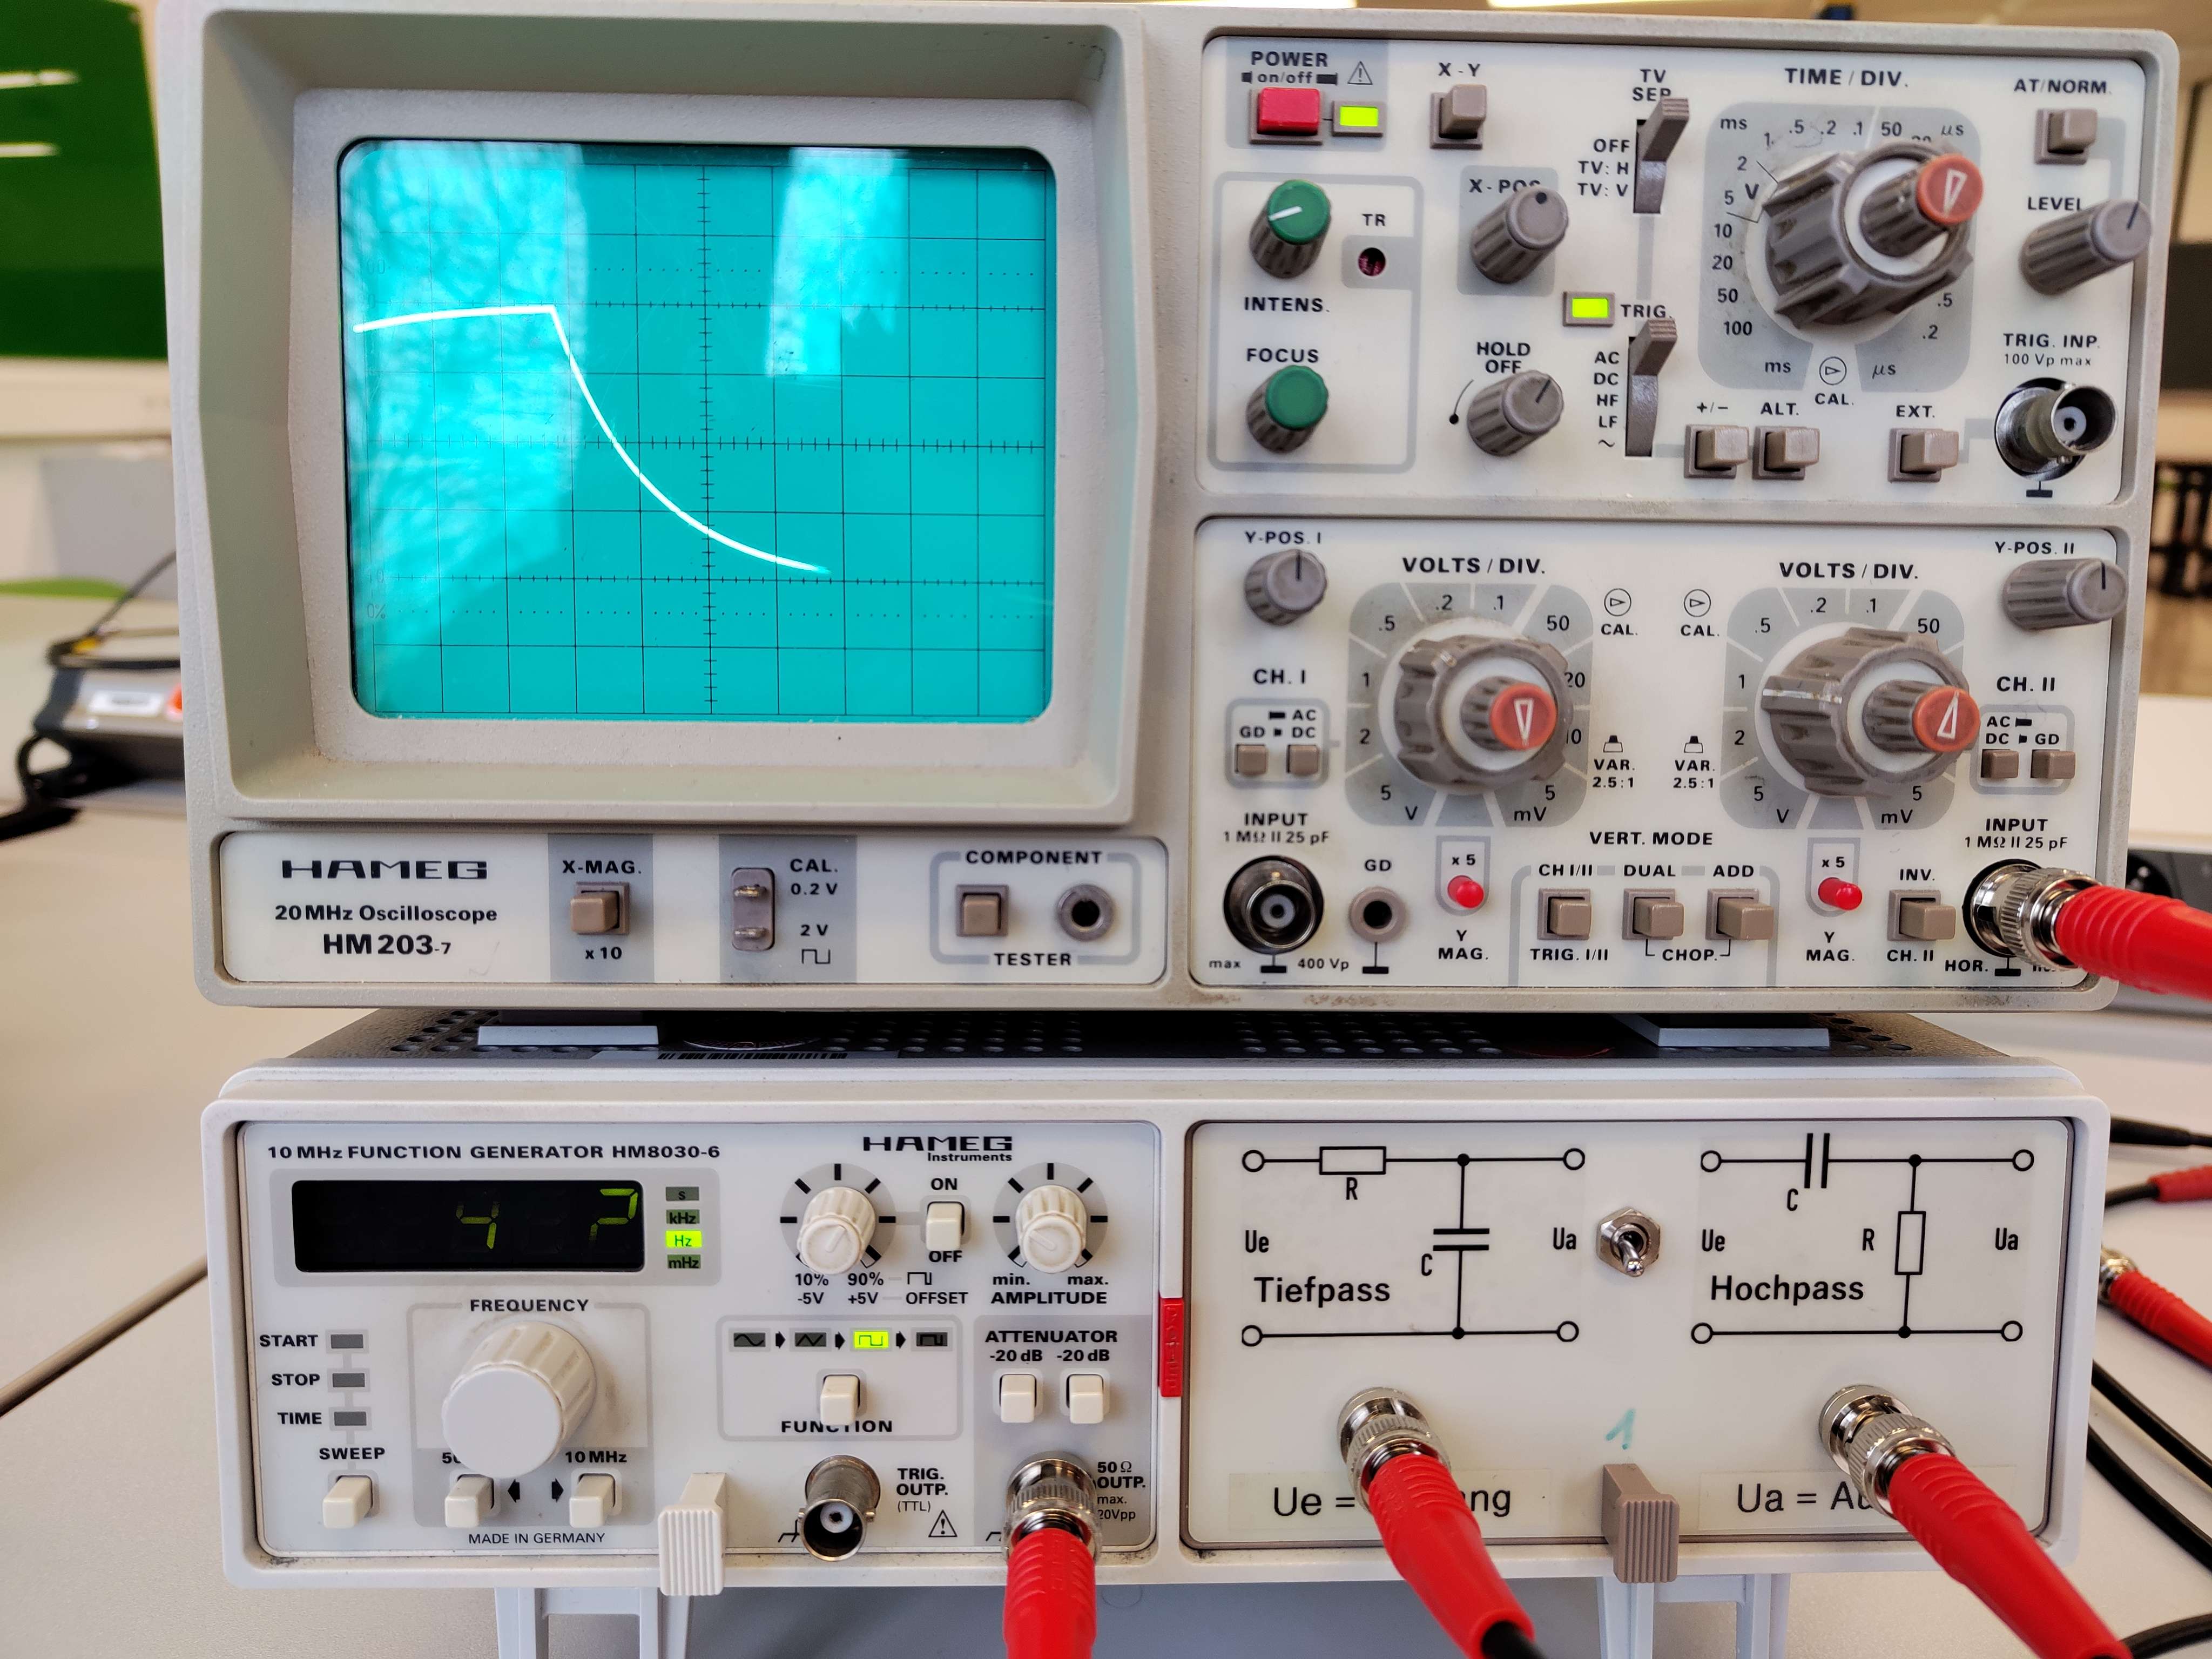 POWER
on/off
X-Y
TV
SEP.
OFF
TV: H
TV: V
TIME / DIV.
ms
1
.5
.2
.1
50
µs
2
V
5
10
20
50
100
.5
.2
ms
µs
CAL.
AT/NORM.
LEVEL
TRIG. INP.
100 Vp max
X-POS.
TR
INTENS.
FOCUS
HOLD
OFF
TRIG.
AC
DC
HF
LF
~
+/−
ALT.
EXT.
0%
Y-POS. I
VOLTS / DIV.
.5
.2
.1
50
20
10
5
mV
V
5
2
1
CAL.
CAL.
VOLTS / DIV.
.5
.2
.1
50
5
mV
V
5
2
1
Y-POS. II
CH. I
AC
GD
DC
VAR.
2.5:1
VAR.
2.5:1
CH. II
AC
DC
GD
INPUT
1 MΩ II 25 pF
INPUT
1 MΩ II 25 pF
max
400 Vp
GD
x 5
Y
MAG.
VERT. MODE
CH I/II
DUAL
ADD
TRIG. I/II
CHOP.
x 5
Y
MAG.
INV.
CH. II
HOR.
HAMEG
20 MHz Oscilloscope
HM 203-7
X-MAG.
x 10
CAL.
0.2 V
2 V
COMPONENT
TESTER
10 MHz FUNCTION GENERATOR HM8030-6
HAMEG
Instruments
s
kHz
Hz
mHz
ON
OFF
10%
90%
-5V
+5V
OFFSET
min.
max.
AMPLITUDE
FREQUENCY
START
STOP
TIME
SWEEP
10 MHz
MADE IN GERMANY
FUNCTION
ATTENUATOR
-20 dB
-20 dB
TRIG.
OUTP.
(TTL)
50 Ω
OUTP.
max.
20Vpp
R
C
Ue
Ua
Tiefpass
C
R
Ue
Ua
Hochpass
1
Ue =
Ua =